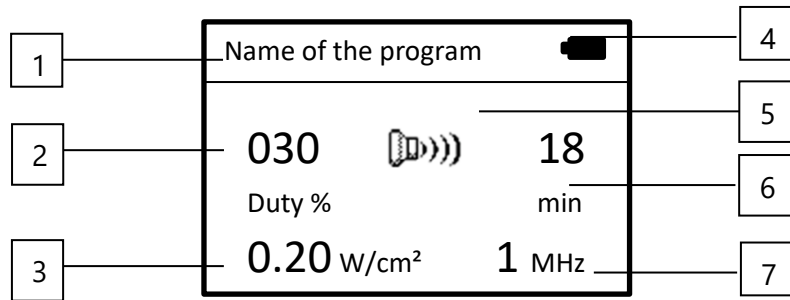 Name of the program
1
4
5
030
18
2
Duty %
min
6
0.20 W/cm²
1 MHz
3
7